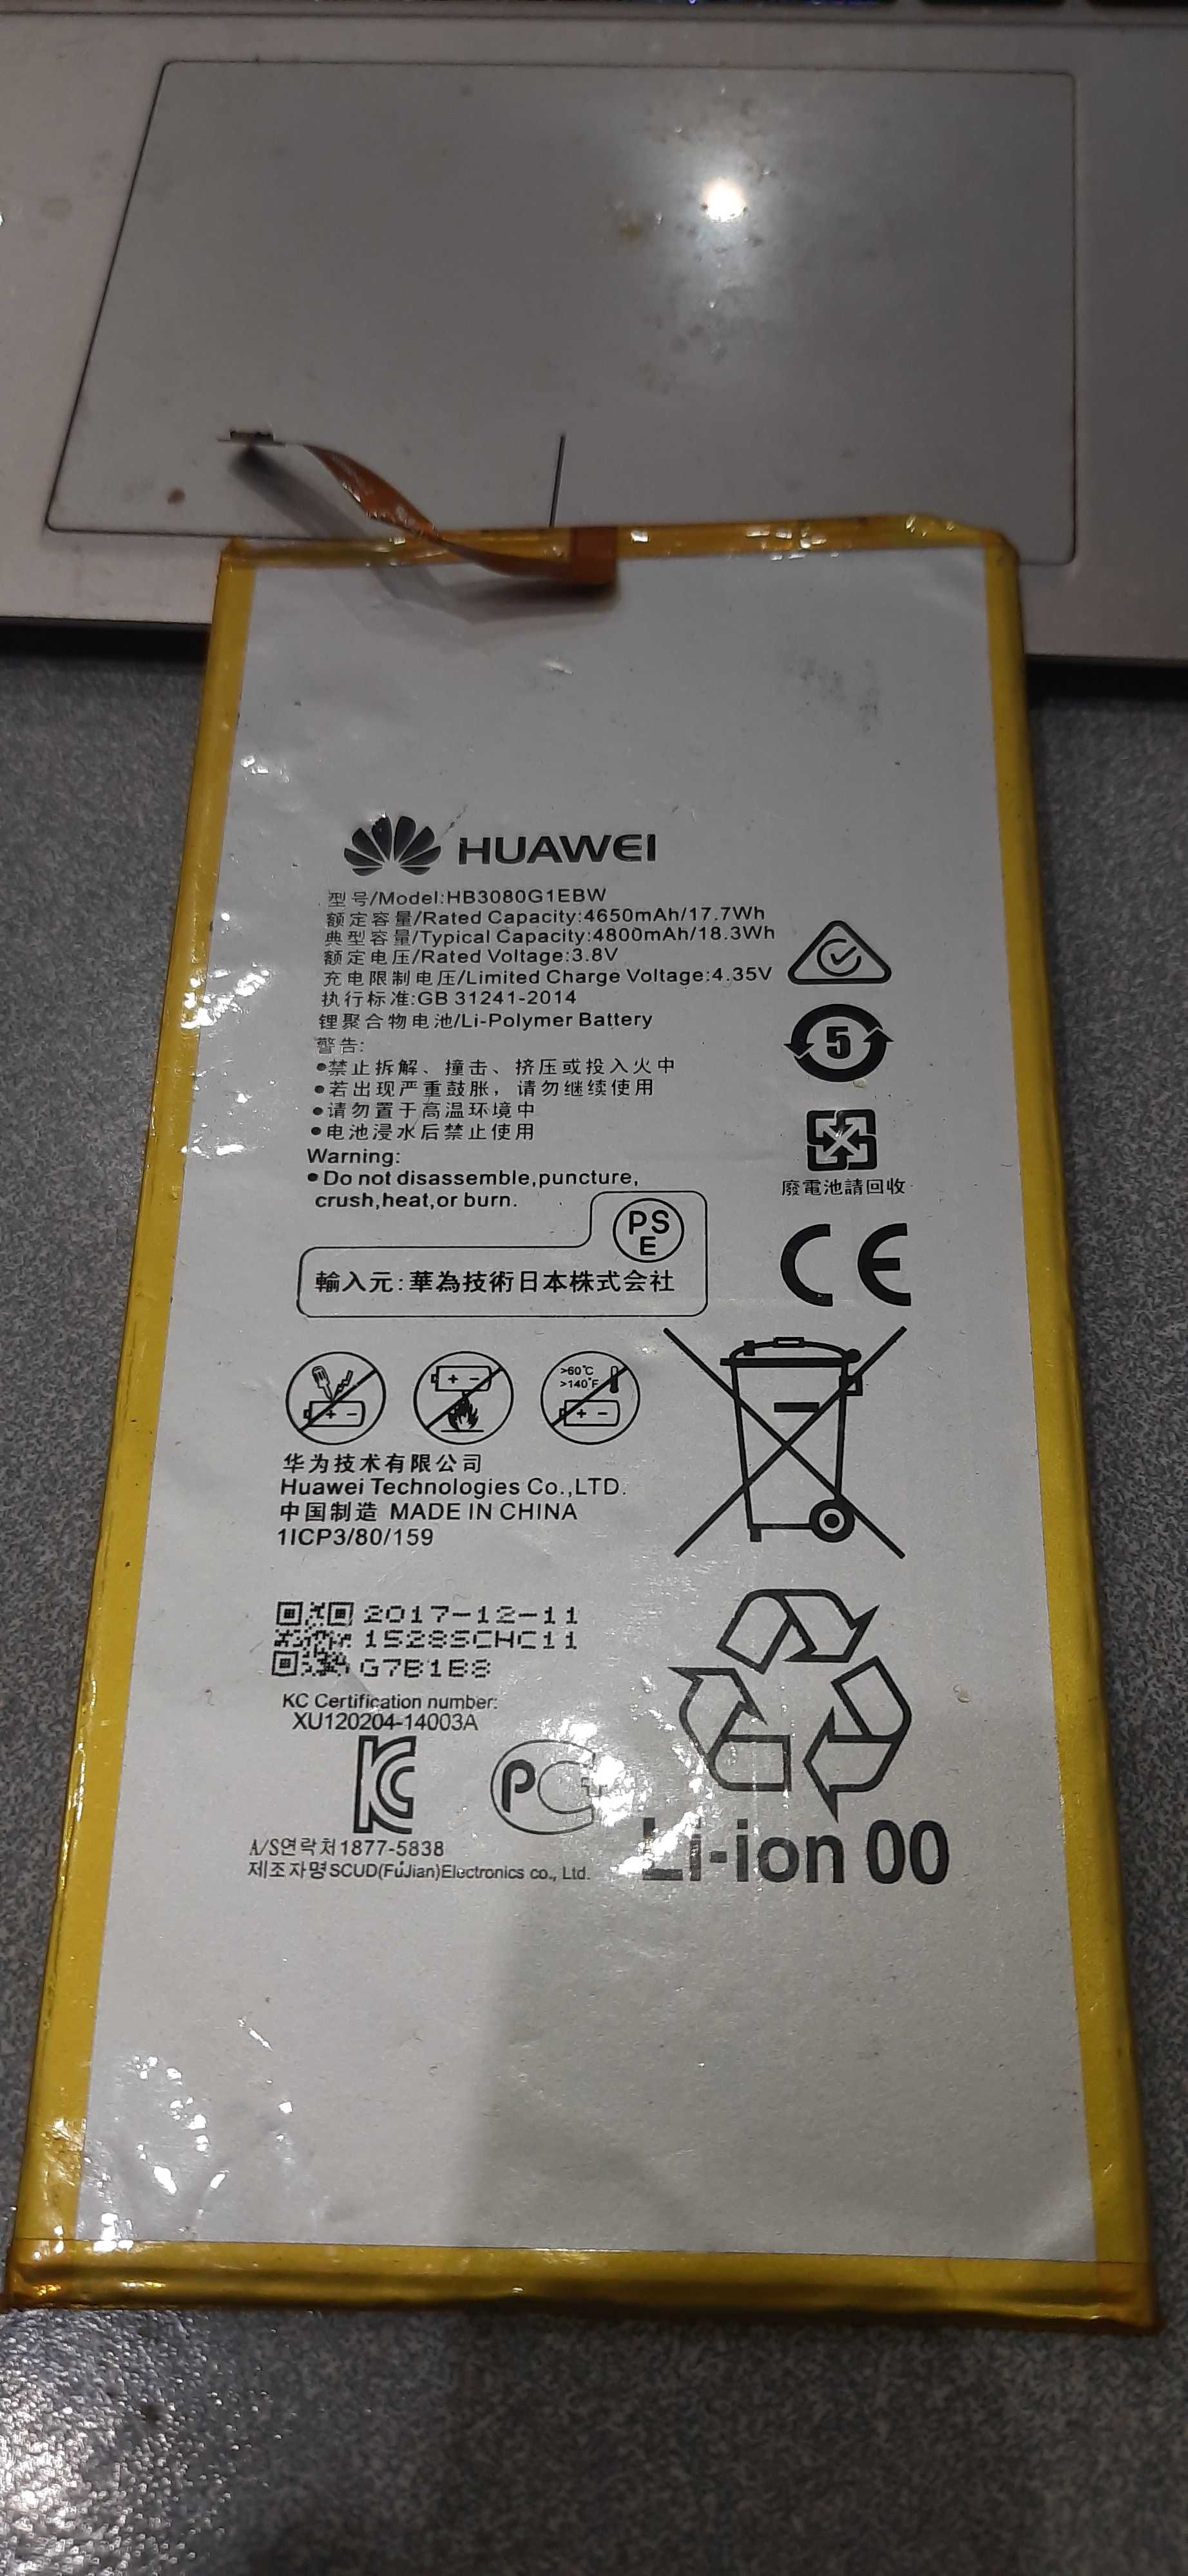 HUAWEI
型号/Model:HB3080G1EBW
额定容量/Rated Capacity:4650mAh/17.7Wh
典型容量/Typical Capacity:4800mAh/18.3Wh
额定电压/Rated Voltage:3.8V
充电限制电压/Limited Charge Voltage:4.35V
执行标准:GB 31241-2014
锂聚合物电池/Li-Polymer Battery
警告:
•禁止拆解、撞击、挤压或投入火中
•若出现严重鼓胀，请勿继续使用
•请勿置于高温环境中
•电池浸水后禁止使用
Warning:
•Do not disassemble,puncture,
crush,heat,or burn.
5
廢電池請回收
PS
E
輸入元:華為技術日本株式会社
CE
>60℃
>140°F
华为技术有限公司
Huawei Technologies Co.,LTD.
中国制造 MADE IN CHINA
1ICP3/80/159
2017-12-11
1528SCHC11
G7B1B8
KC Certification number:
XU120204-14003A
KC
PC
A/S연락처1877-5838
제조자명SCUD(FuJian)Electronics co., Ltd.
Li-ion 00